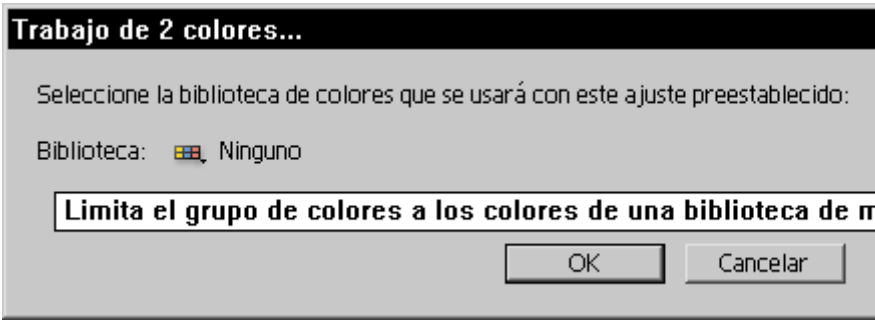 Trabajo de 2 colores...
Seleccione la biblioteca de colores que se usará con este ajuste preestablecido:
Biblioteca: Ninguno
Limita el grupo de colores a los colores de una biblioteca de
OK Cancelar